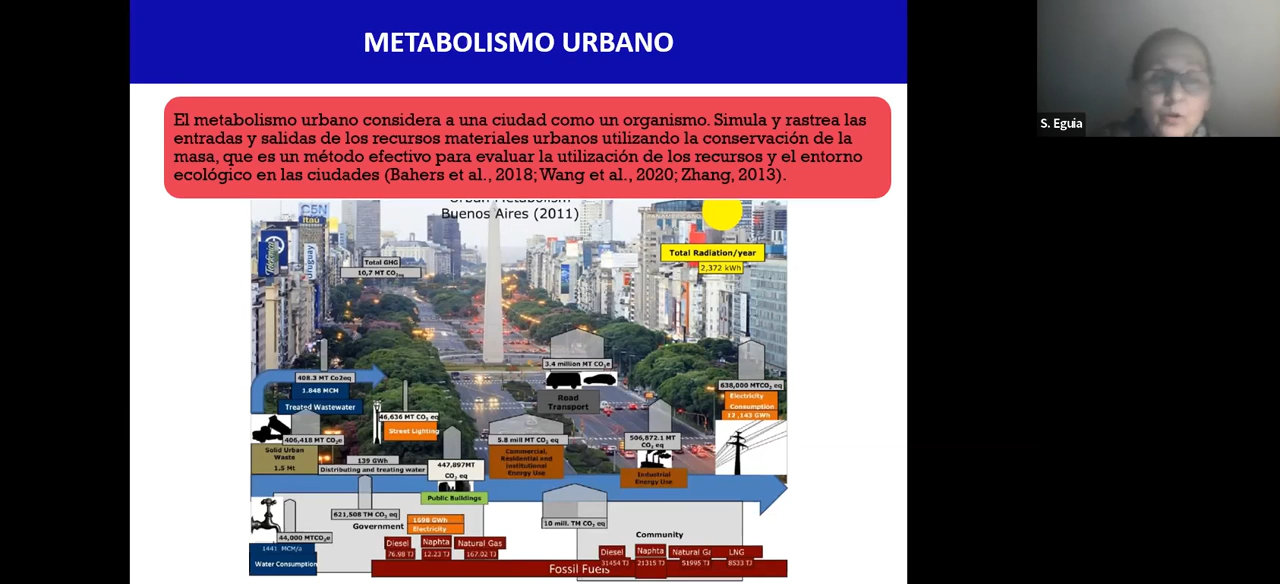 METABOLISMO URBANO
El metabolismo urbano considera a una ciudad como un organismo. Simula y rastrea las
entradas y salidas de los recursos materiales urbanos utilizando la conservación de la
masa, que es un método efectivo para evaluar la utilización de los recursos y el entorno
ecológico en las ciudades (Bahers et al., 2018; Wang et al., 2020; Zhang, 2013).
S. Eguia
Urban Metabolism
Buenos Aires (2011)
Total Radiation/year
2,372 kWh
Total GHG
10,7 MT CO2eq
3.4 million MT CO2e
Road
Transport
408.3 MT Co2eq
1.848 MCM
Treated Wastewater
638,000 MTCO2 eq
Electricity
Consumption
12,143 GWh
46,636 MT CO2 eq
Street Lighting
406,418 MT CO2e
Solid Urban
Waste
1.5 Mt
139 GWh
Distributing and treating water
447,897MT
CO2 eq
Public Buildings
5.8 mill MT CO2 eq
Commercial,
Residential and
Institutional
Energy Use
506,872.1 MT
CO2 eq
Industrial
Energy Use
621,508 TM CO2 eq
Government
1698 GWh
Electricity
10 mill. TM CO2 eq
Community
44,000 MTCO2e
1441 MCM/a
Water Consumption
Diesel
76.98 TJ
Naphta
12.23 TJ
Natural Gas
167.02 TJ
Diesel
31454 TJ
Naphta
21315 TJ
Natural Ga
51995 TJ
LNG
8533 TJ
Fossil Fuels
Itaú
uruguay